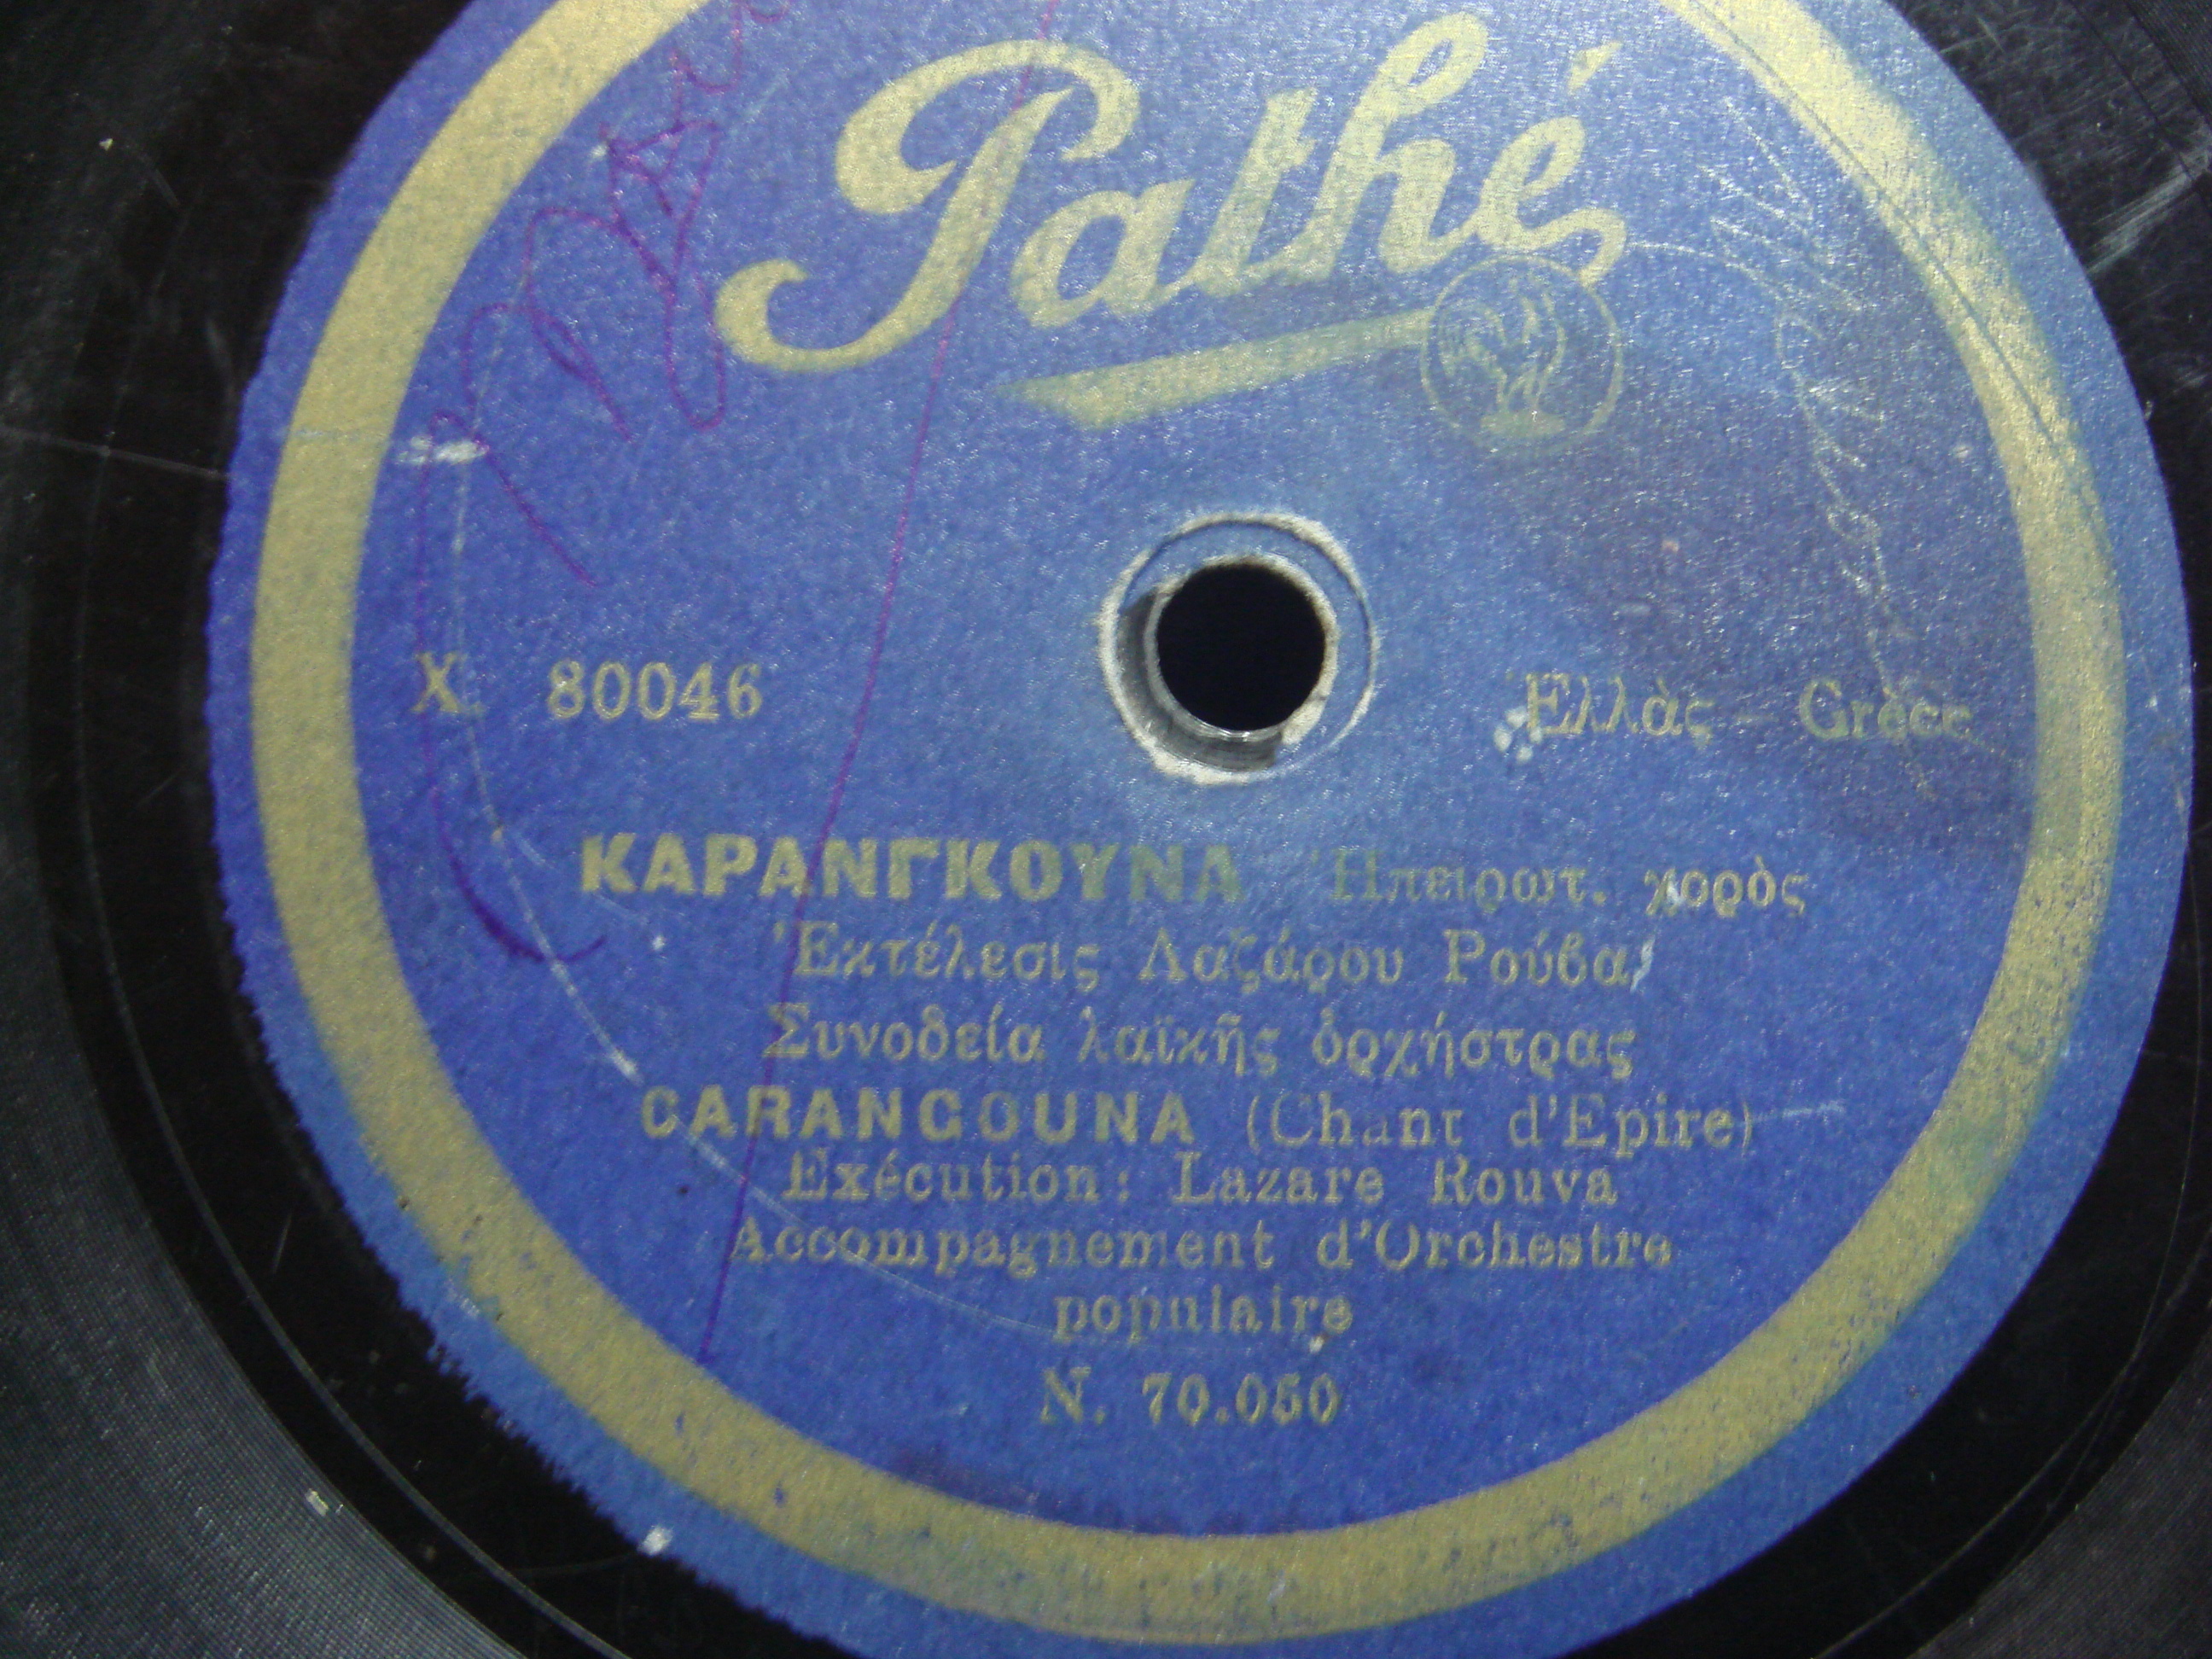 Pathé
X. 80046
Ἑλλὰς - Grèce
ΚΑΡΑΝΓΚΟΥΝΑ Ἠπειρωτ. χορὸς
Ἐκτέλεσις Λαζάρου Ρούβα
Συνοδεία λαϊκῆς ὀρχήστρας
CARANGOUNA (Chant d'Epire)
Exécution: Lazare Rouva
Accompagnement d'Orchestre
populaire
N. 70.050